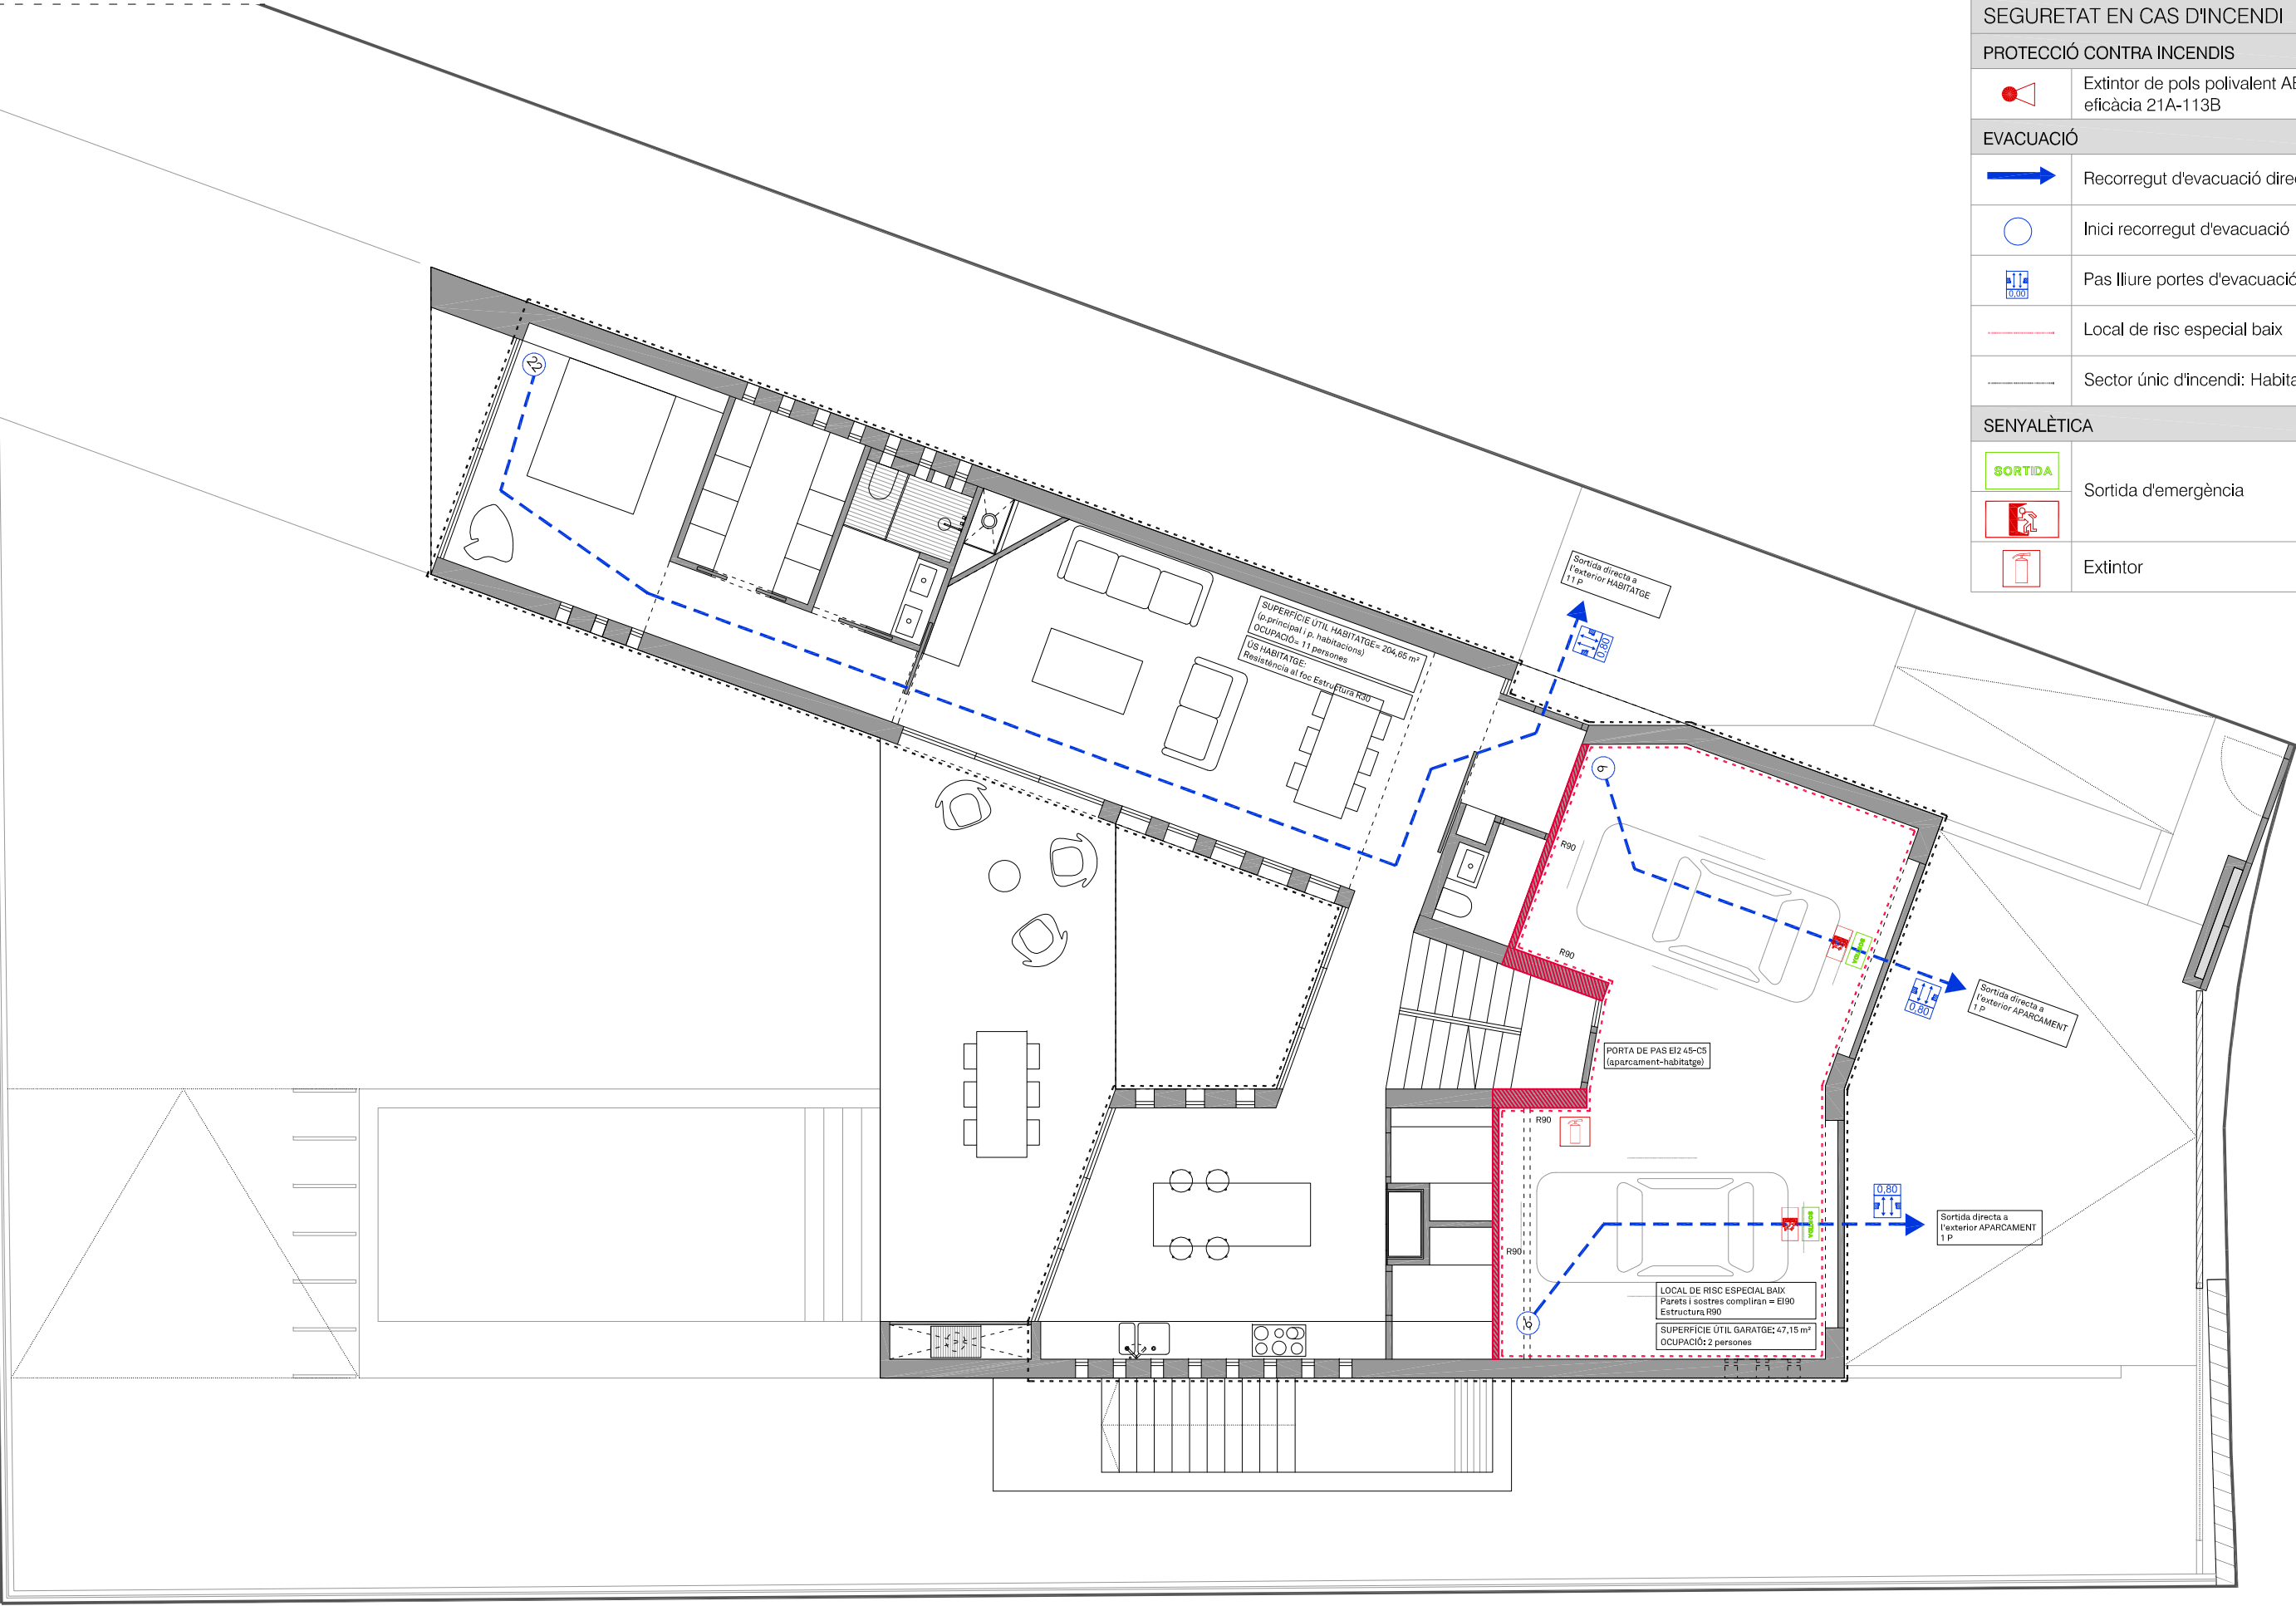 SEGURETAT EN CAS D'INCENDI
PROTECCIÓ CONTRA INCENDIS
Extintor de pols polivalent
eficàcia 21A-113B
EVACUACIÓ
Recorregut d'evacuació
Inici recorregut d'evacuació
0,00
Pas lliure portes d'evacuació
Local de risc especial baix
Sector únic d'incendi:
SENYALÈTICA
SORTIDA
Sortida d'emergència
Extintor
22
Sortida directa a
l'exterior HABITATGE
11 P
0,80
SUPERFÍCIE ÚTIL HABITATGE= 204,65 m²
(p.principal i p. habitacions)
OCUPACIÓ= 11 persones
ÚS HABITATGE:
Resistència al foc Estructura R30
R90
R90
SORTIDA
0,80
Sortida directa a
l'exterior APARCAMENT
1 P
PORTA DE PAS EI2 45-C5
(aparcament-habitatge)
R90
0,80
SORTIDA
Sortida directa a
l'exterior APARCAMENT
1 P
R90
LOCAL DE RISC ESPECIAL BAIX
Parets i sostres compliran = EI90
Estructura R90
SUPERFÍCIE ÚTIL GARATGE: 47,15 m²
OCUPACIÓ: 2 persones